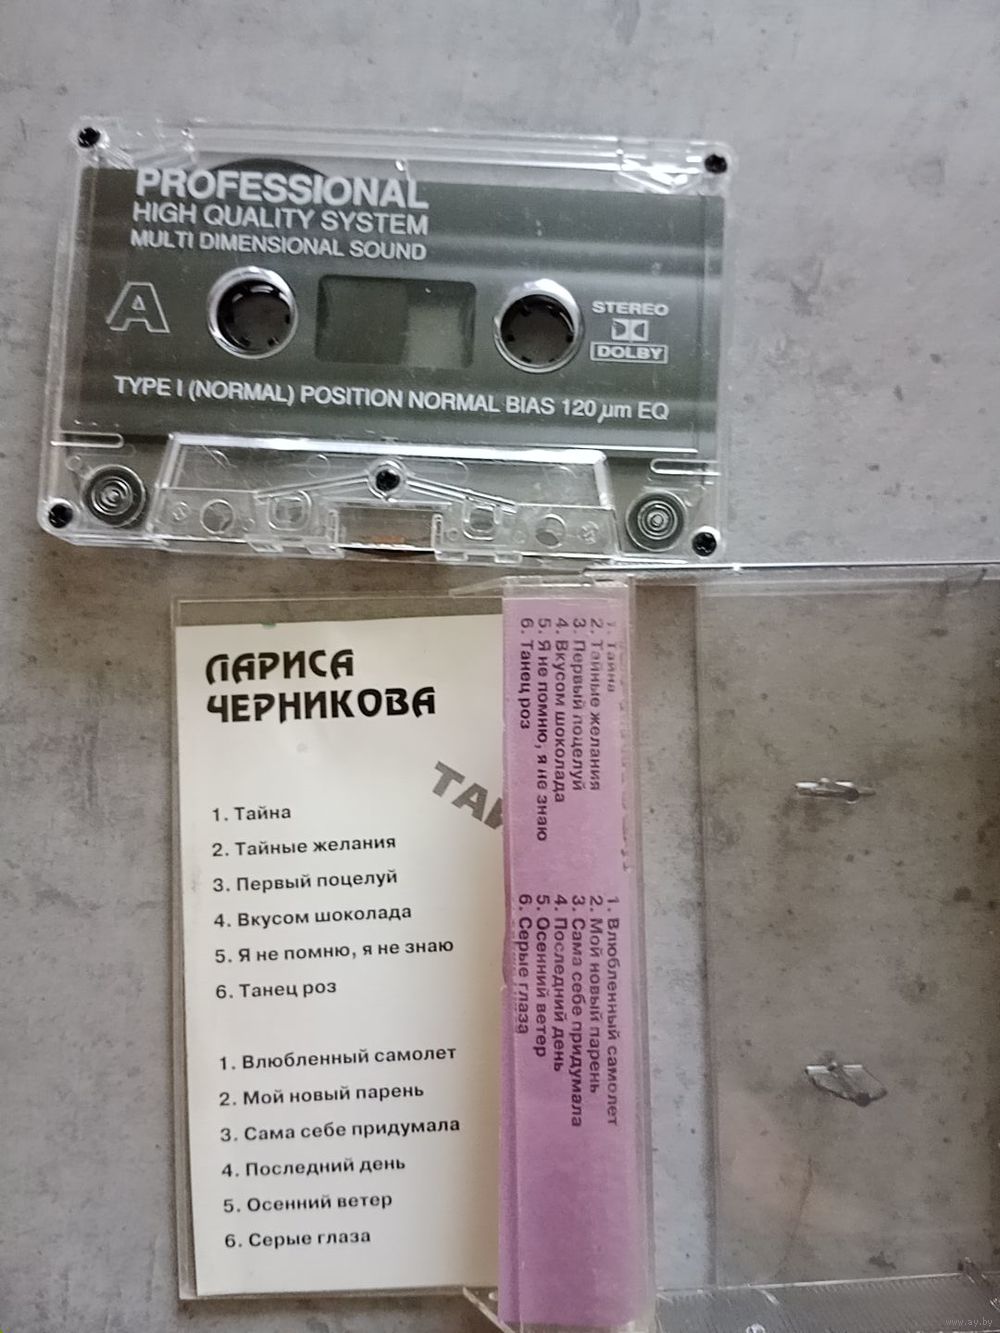 PROFESSIONAL
HIGH QUALITY SYSTEM
MULTI DIMENSIONAL SOUND
A
STEREO
DOLBY
TYPE I (NORMAL) POSITION NORMAL BIAS 120 µm EQ
ЛАРИСА
ЧЕРНИКОВА
1. Тайна
2. Тайные желания
3. Первый поцелуй
4. Вкусом шоколада
5. Я не помню, я не знаю
6. Танец роз
1. Влюбленный самолет
2. Мой новый парень
3. Сама себе придумала
4. Последний день
5. Осенний ветер
6. Серые глаза
1. Тайна
2. Тайные желания
3. Первый поцелуй
4. Вкусом шоколада
5. Я не помню, я не знаю
6. Танец роз
1. Влюбленный самолет
2. Мой новый парень
3. Сама себе придумала
4. Последний день
5. Осенний ветер
6. Серые глаза
www.ay.by